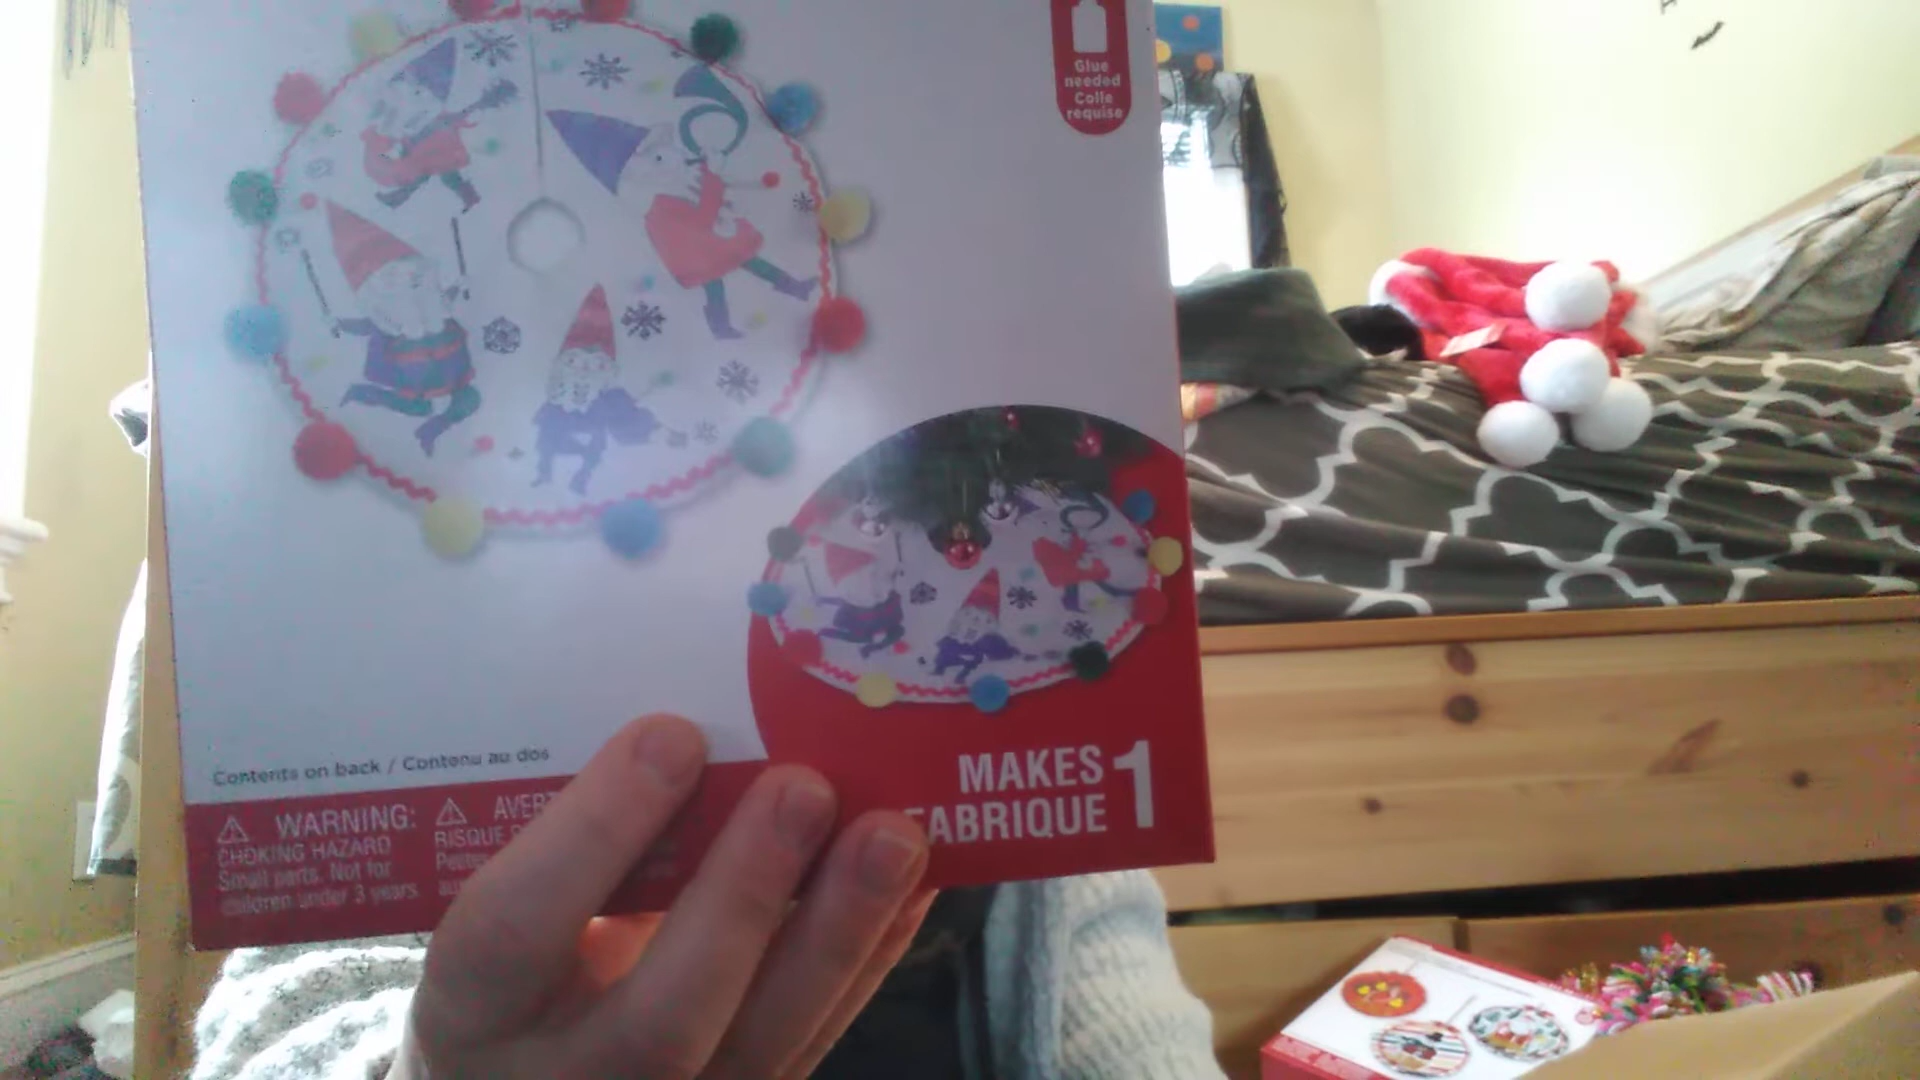 Glue
needed
Colle
requise
Contents on back / Contenu au dos
MAKES 1
FABRIQUE
WARNING:
CHOKING HAZARD
Small parts. Not for
children under 3 years.
RISQUE